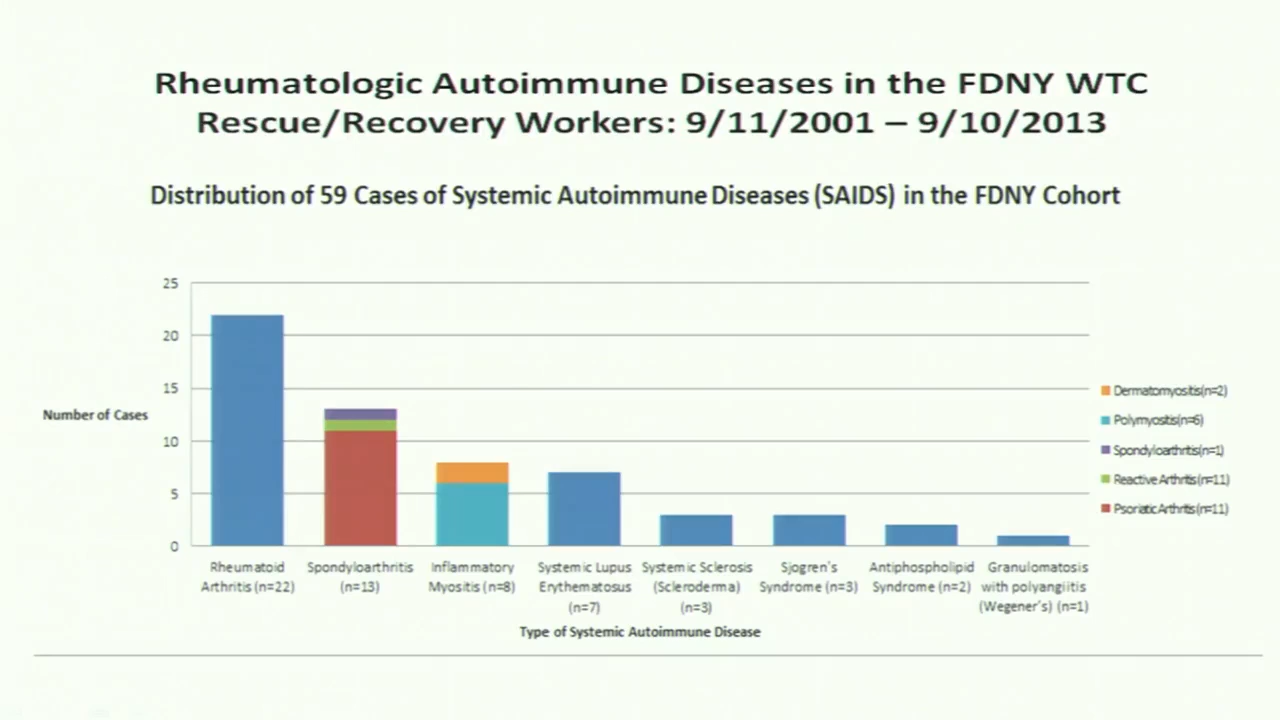 Rheumatologic Autoimmune Diseases in the FDNY WTC
Rescue/Recovery Workers: 9/11/2001 – 9/10/2013
Distribution of 59 Cases of Systemic Autoimmune Diseases (SAIDS) in the FDNY Cohort
25
20
15
10
5
0
Number of Cases
Rheumatoid
Arthritis (n=22)
Spondyloarthritis
(n=13)
Inflammatory
Myositis (n=8)
Systemic Lupus
Erythematosus
(n=7)
Systemic Sclerosis
(Scleroderma)
(n=3)
Sjogren's
Syndrome (n=3)
Antiphospholipid
Syndrome (n=2)
Granulomatosis
with polyangiitis
(Wegener's) (n=1)
Type of Systemic Autoimmune Disease
Dermatomyositis(n=2)
Polymyositis(n=6)
Spondyloarthritis(n=1)
Reactive Arthritis(n=11)
Psoriatic Arthritis(n=11)